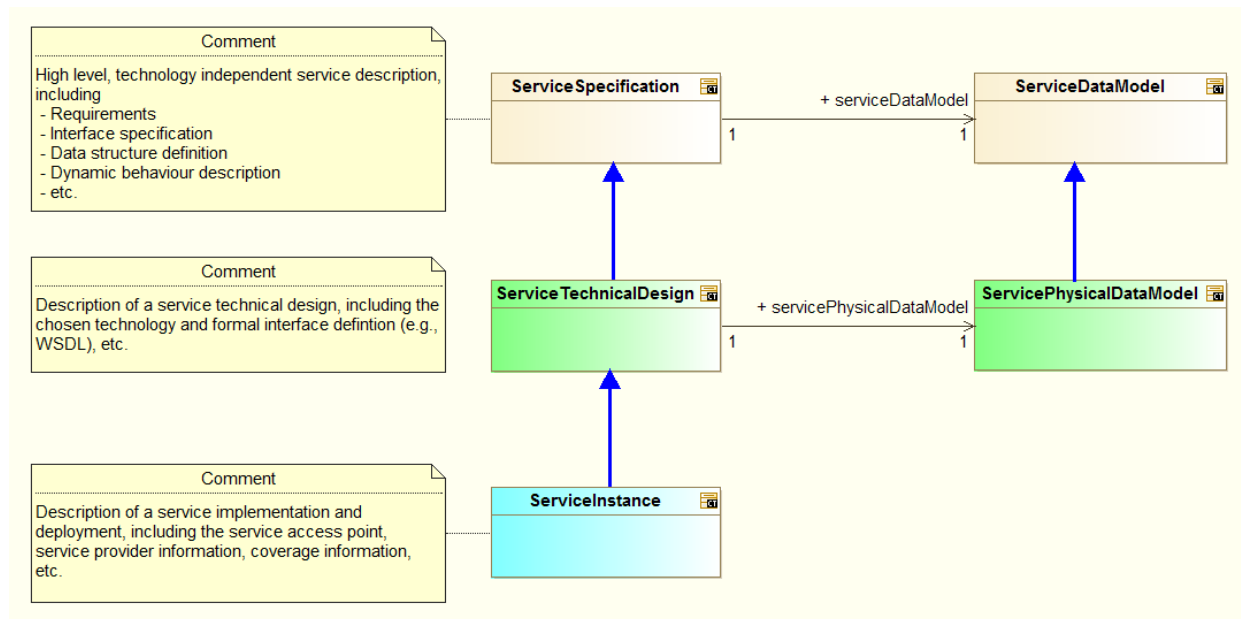 Comment
High level, technology independent service description,
including
- Requirements
- Interface specification
- Data structure definition
- Dynamic behaviour description
- etc.
ServiceSpecification
+ serviceDataModel
1
1
ServiceDataModel
Comment
Description of a service technical design, including the
chosen technology and formal interface defintion (e.g.,
WSDL), etc.
ServiceTechnicalDesign
+ servicePhysicalDataModel
1
1
ServicePhysicalDataModel
Comment
Description of a service implementation and
deployment, including the service access point,
service provider information, coverage information,
etc.
ServiceInstance